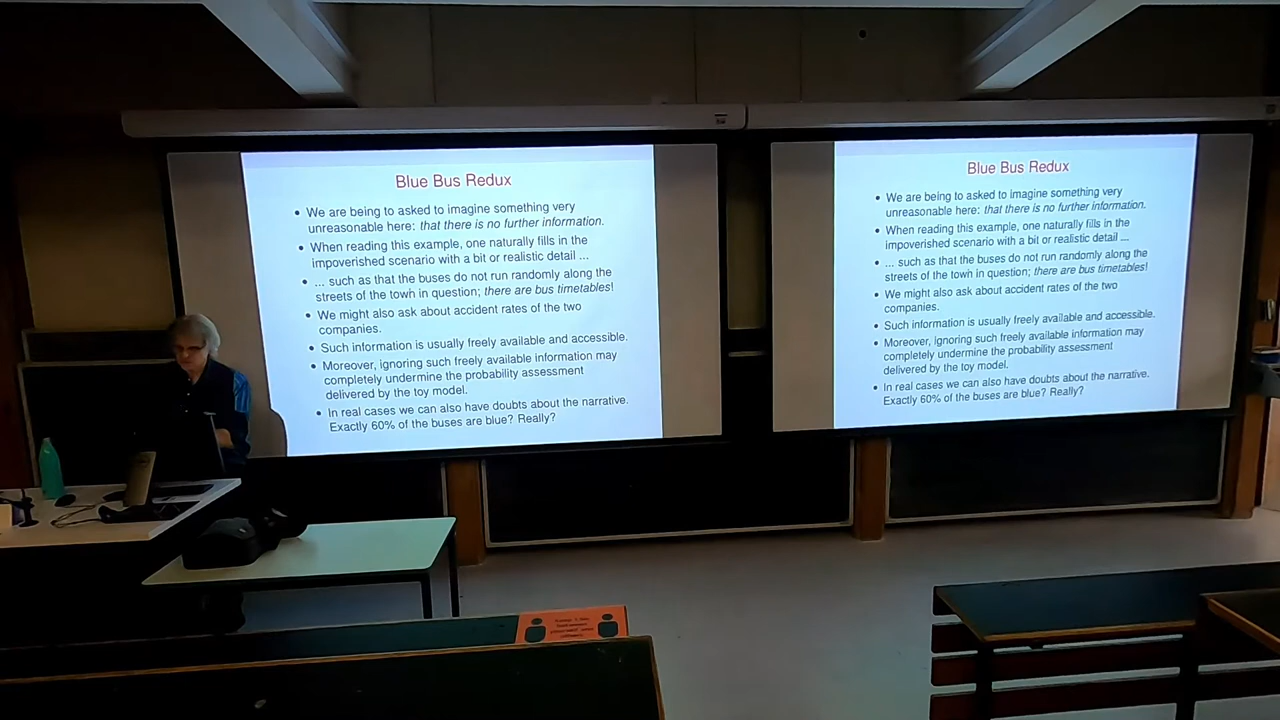 Blue Bus Redux
• We are being to asked to imagine something very
unreasonable here: that there is no further information.
• When reading this example, one naturally fills in the
impoverished scenario with a bit or realistic detail ...
• ... such as that the buses do not run randomly along the
streets of the town in question; there are bus timetables!
• We might also ask about accident rates of the two
companies.
• Such information is usually freely available and accessible.
• Moreover, ignoring such freely available information may
completely undermine the probability assessment
delivered by the toy model.
• In real cases we can also have doubts about the narrative.
Exactly 60% of the buses are blue? Really?
Blue Bus Redux
• We are being to asked to imagine something very
unreasonable here: that there is no further information.
• When reading this example, one naturally fills in the
impoverished scenario with a bit or realistic detail ...
• ... such as that the buses do not run randomly along the
streets of the town in question; there are bus timetables!
• We might also ask about accident rates of the two
companies.
• Such information is usually freely available and accessible.
• Moreover, ignoring such freely available information may
completely undermine the probability assessment
delivered by the toy model.
• In real cases we can also have doubts about the narrative.
Exactly 60% of the buses are blue? Really?